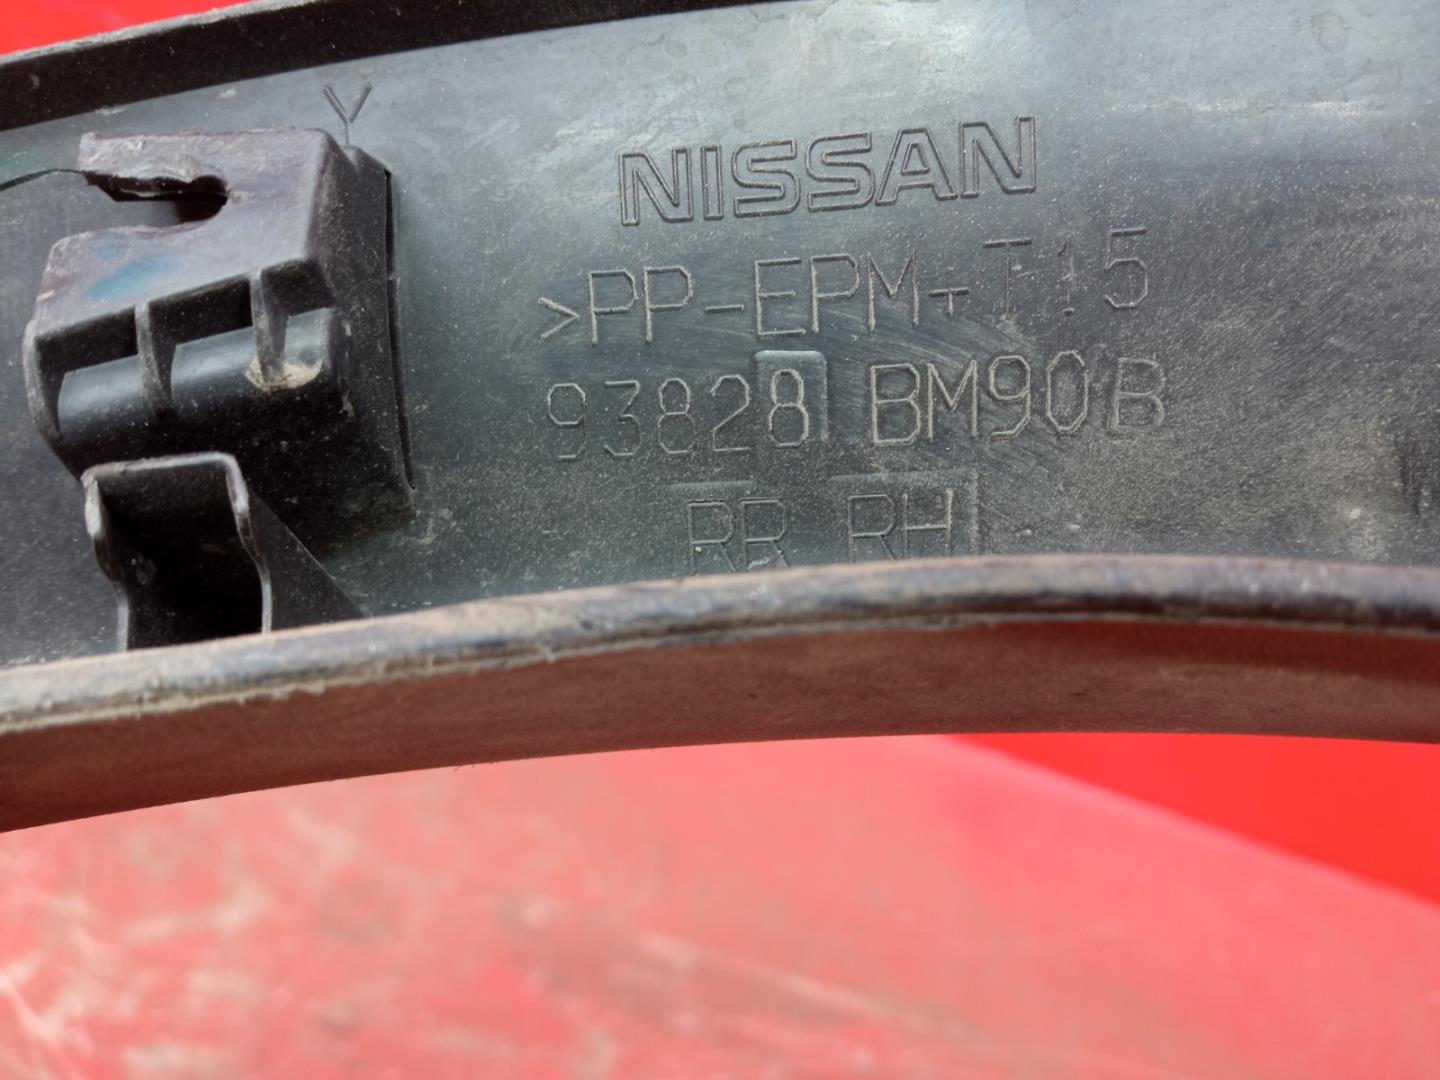 Y
NISSAN
>PP-EPM+T15
93828 BM90B
RR RH